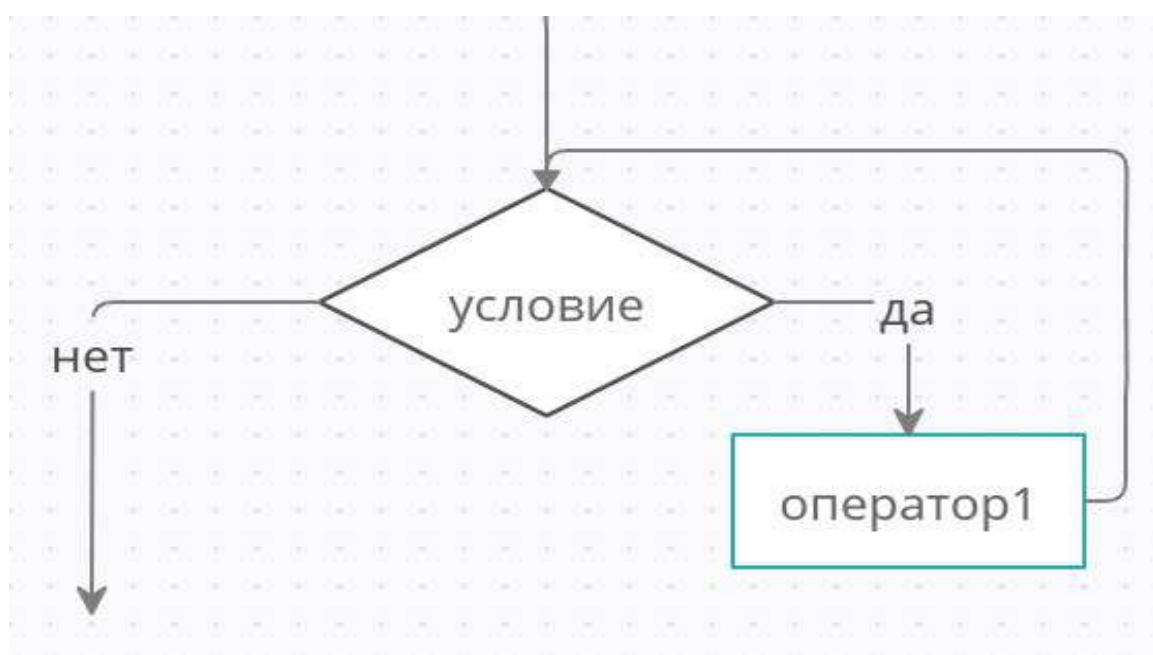 условие
да
нет
оператор1